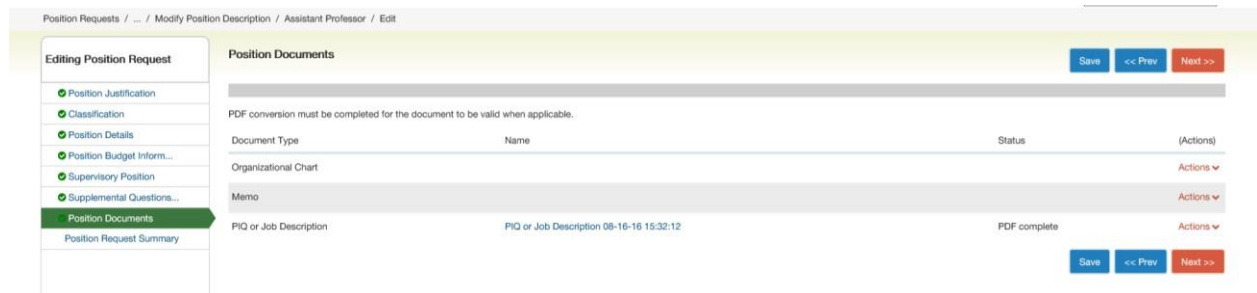 Position Requests / ... / Modify Position Description / Assistant Professor / Edit
Editing Position Request
Position Justification
Classification
Position Details
Position Budget Inform...
Supervisory Position
Supplemental Questions...
Position Documents
Position Request Summary
Position Documents
Save << Prev Next >>
PDF conversion must be completed for the document to be valid when applicable.
Document Type Name Status (Actions)
Organizational Chart Actions
Memo Actions
PIQ or Job Description PIQ or Job Description 08-16-16 15:32:12 PDF complete Actions
Save << Prev Next >>